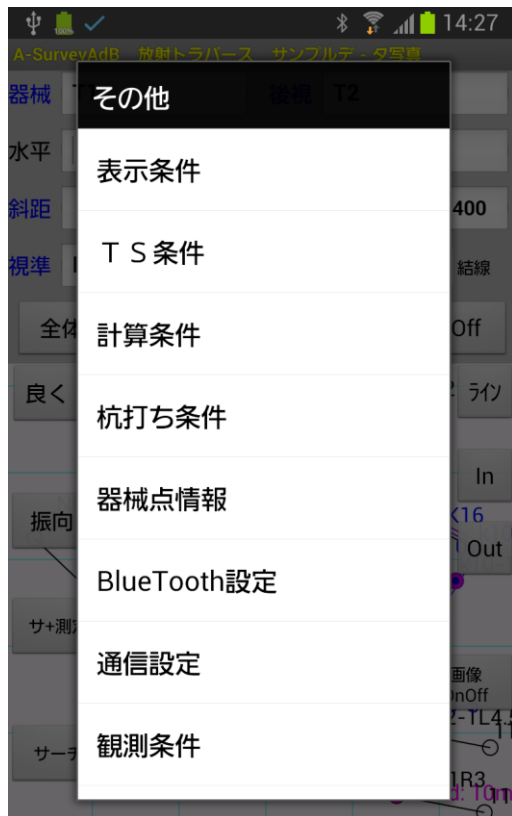 100%
14:27
A-SurveyAdB 放射トラバース サンプルデ-タ写真
器械 T
後視 T2
その他
水平
表示条件
斜距
400
ＴＳ条件
視準
結線
全体
Off
計算条件
良く
ライン
杭打ち条件
In
器械点情報
振向
K16
Out
BlueTooth設定
サ+測
通信設定
画像
OnOff
観測条件
サーチ
1R3